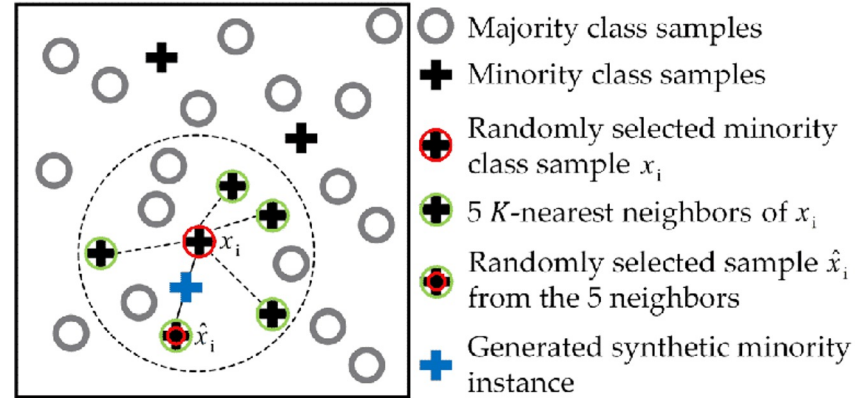 Majority class samples
Minority class samples
Randomly selected minority
class sample xᵢ
5 K-nearest neighbors of xᵢ
Randomly selected sample x̂ᵢ
from the 5 neighbors
Generated synthetic minority
instance
xᵢ
x̂ᵢ